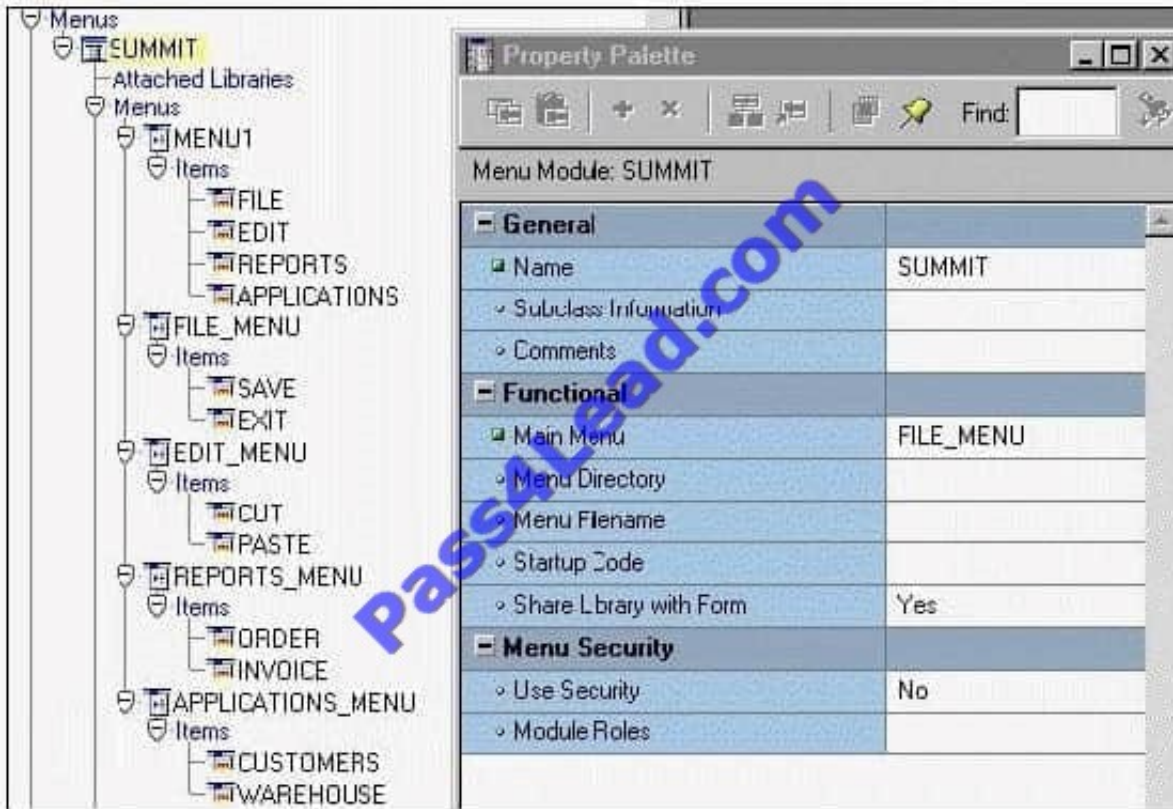 Menus
SUMMIT
Attached Libraries
Menus
MENU1
Items
FILE
EDIT
REPORTS
APPLICATIONS
FILE_MENU
Items
SAVE
EXIT
EDIT_MENU
Items
CUT
PASTE
REPORTS_MENU
Items
ORDER
INVOICE
APPLICATIONS_MENU
Items
CUSTOMERS
WAREHOUSE
Property Palette
Find:
Menu Module: SUMMIT
General
Name SUMMIT
Subclass Information
Comments
Functional
Main Menu FILE_MENU
Menu Directory
Menu Filename
Startup Code
Share Library with Form Yes
Menu Security
Use Security No
Module Roles
Pass4Lead.com